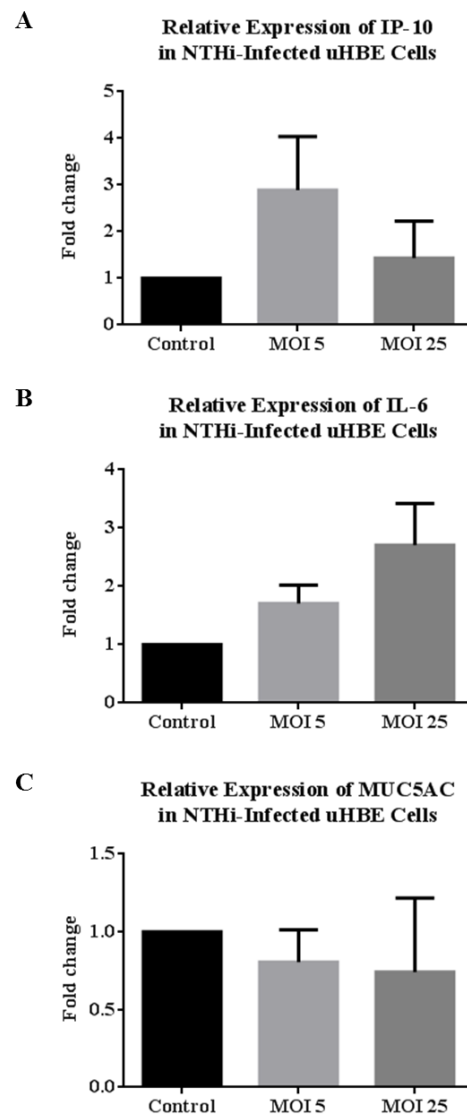 A
Relative Expression of IP-10
in NTHi-Infected uHBE Cells
Fold change
5
4
3
2
1
0
Control MOI 5 MOI 25
B
Relative Expression of IL-6
in NTHi-Infected uHBE Cells
Fold change
4
3
2
1
0
Control MOI 5 MOI 25
C
Relative Expression of MUC5AC
in NTHi-Infected uHBE Cells
Fold change
1.5
1.0
0.5
0.0
Control MOI 5 MOI 25